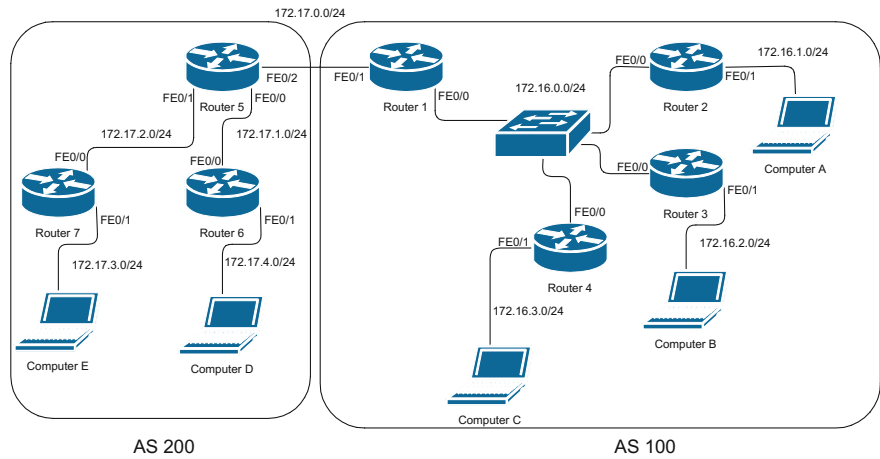 172.17.0.0/24
172.16.1.0/24
FE0/0
FE0/2
FE0/1
FE0/1
Router 5
FE0/1
FE0/0
Router 1
FE0/0
172.16.0.0/24
Router 2
172.17.2.0/24
172.17.1.0/24
Computer A
FE0/0
FE0/0
FE0/0
FE0/1
FE0/1
FE0/1
Router 7
Router 6
Router 3
FE0/0
FE0/1
172.16.2.0/24
172.17.3.0/24
172.17.4.0/24
Router 4
172.16.3.0/24
Computer B
Computer E
Computer D
Computer C
AS 200
AS 100